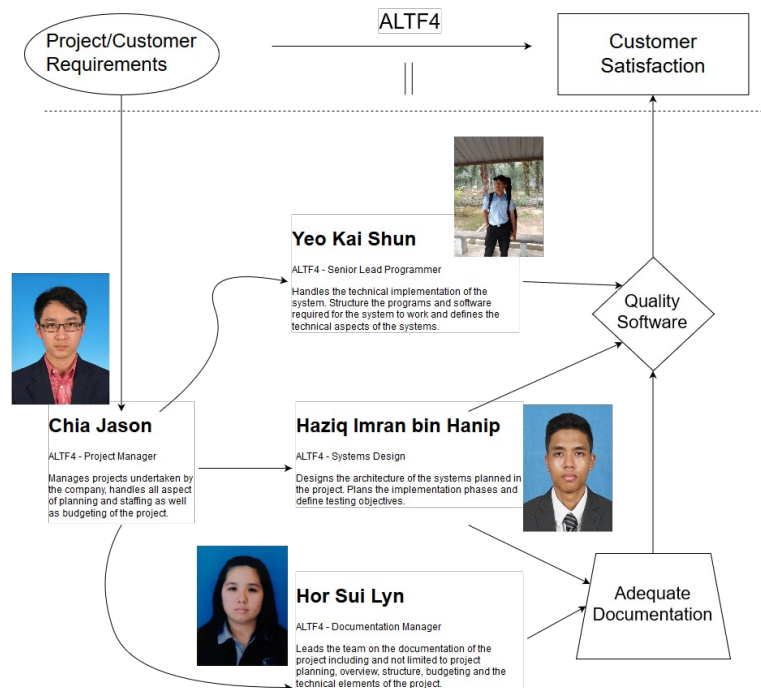 ALTF4
Project/Customer
Requirements
Customer
Satisfaction
Yeo Kai Shun
ALTF4 - Senior Lead Programmer
Handles the technical implementation of the
system. Structure the programs and software
required for the system to work and defines the
technical aspects of the systems.
Quality
Software
Chia Jason
ALTF4 - Project Manager
Manages projects undertaken by
the company, handles all aspect
of planning and staffing as well
as budgeting of the project.
Haziq Imran bin Hanip
ALTF4 - Systems Design
Designs the architecture of the systems planned in
the project. Plans the implementation phases and
define testing objectives.
Hor Sui Lyn
ALTF4 - Documentation Manager
Leads the team on the documentation of the
project including and not limited to project
planning, overview, structure, budgeting and the
technical elements of the project.
Adequate
Documentation